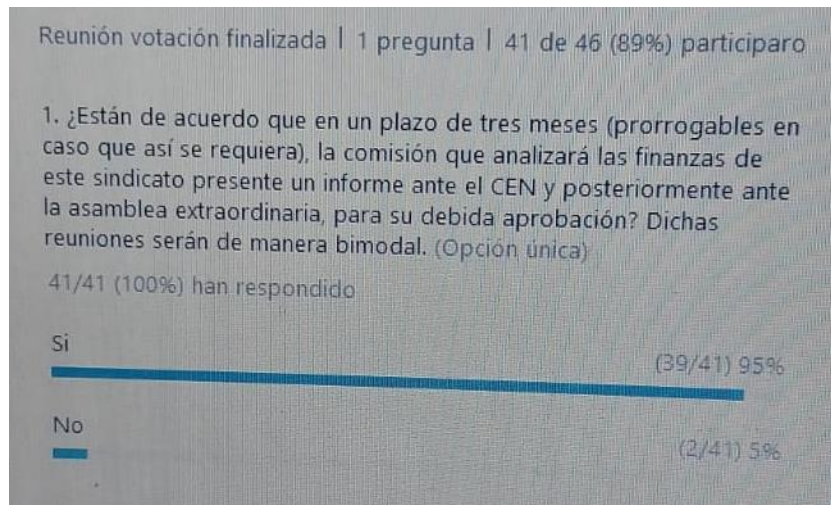 Reunión votación finalizada | 1 pregunta | 41 de 46 (89%) participaro
1. ¿Están de acuerdo que en un plazo de tres meses (prorrogables en
caso que así se requiera), la comisión que analizará las finanzas de
este sindicato presente un informe ante el CEN y posteriormente ante
la asamblea extraordinaria, para su debida aprobación? Dichas
reuniones serán de manera bimodal. (Opción única)
41/41 (100%) han respondido
Si
(39/41) 95%
No
(2/41) 5%